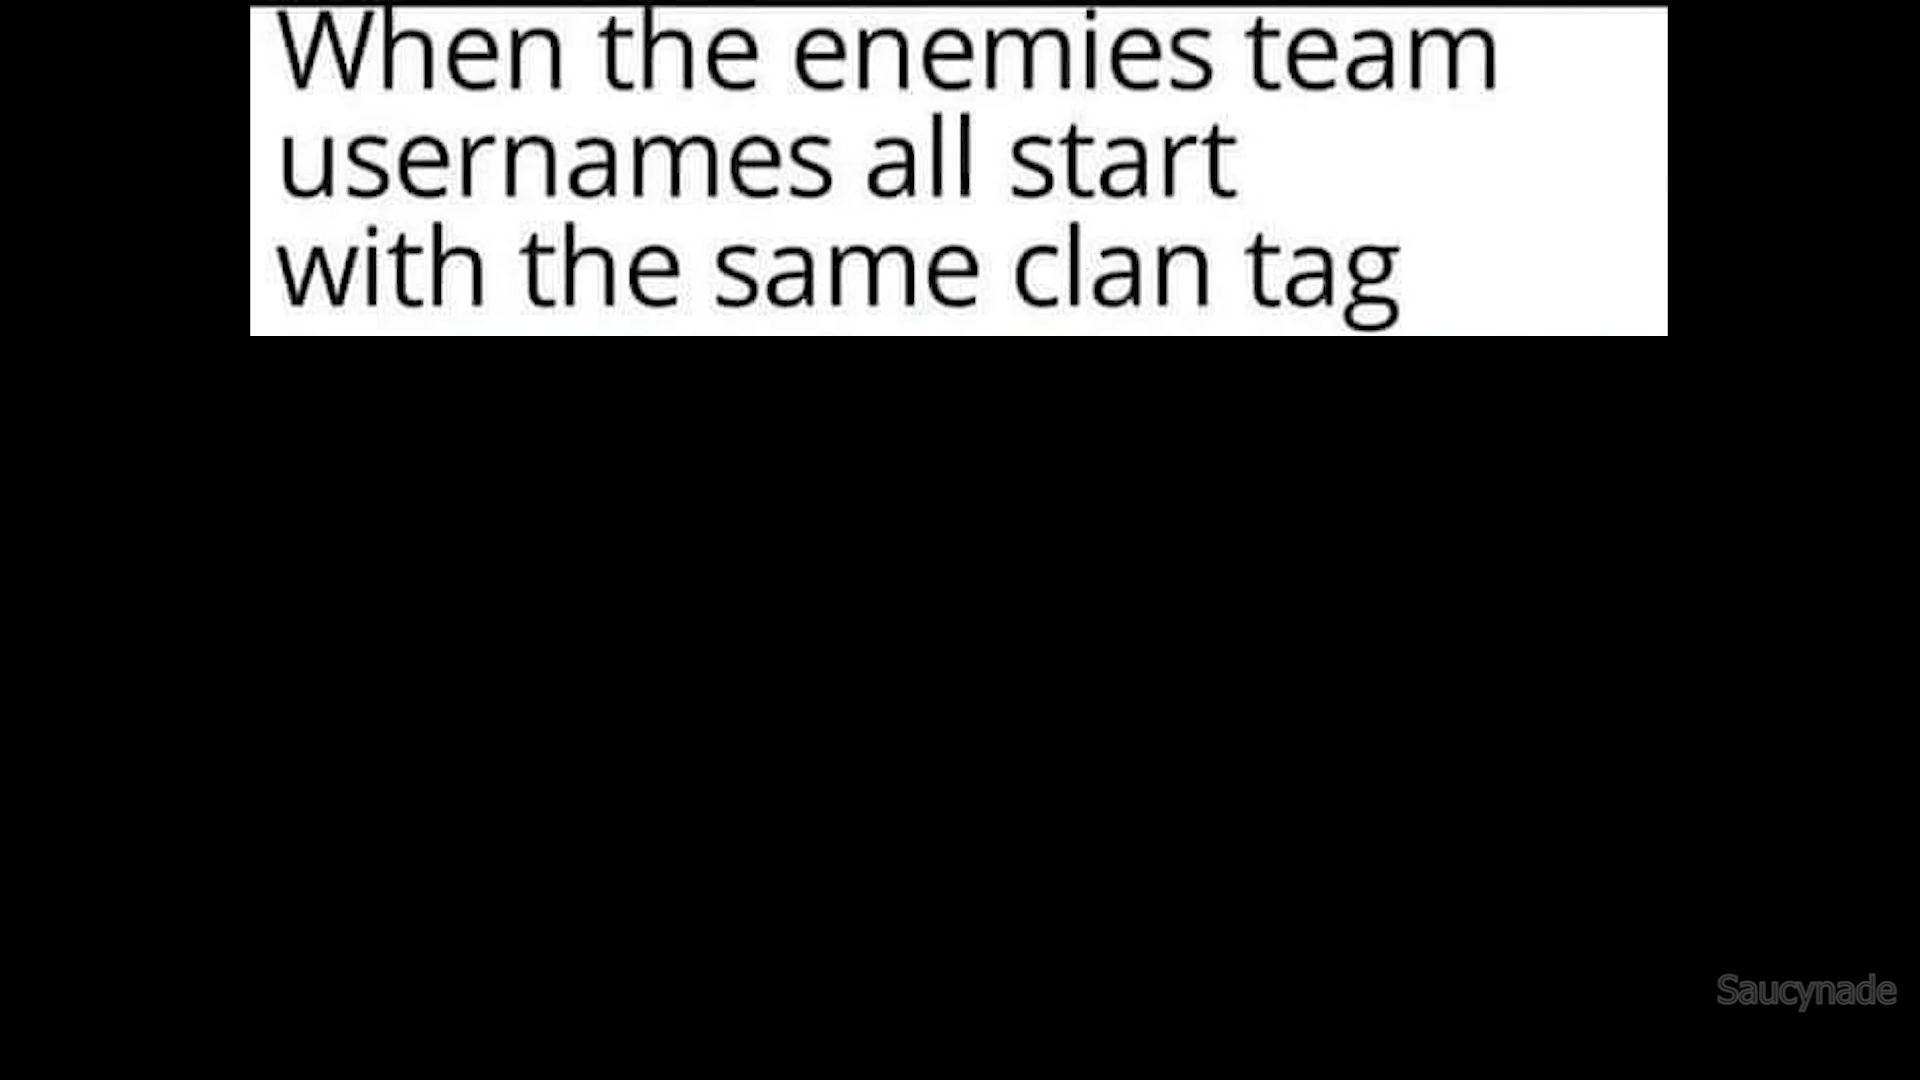 When the enemies team
usernames all start
with the same clan tag
Saucynade